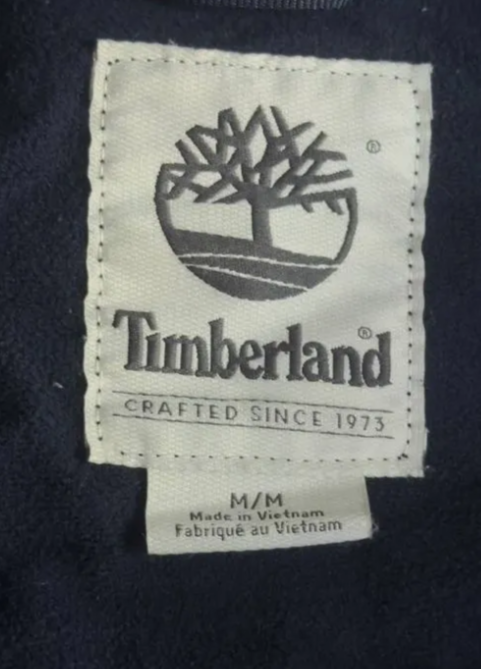 ®
Timberland®
CRAFTED SINCE 1973
M/M
Made in Vietnam
Fabriqué au Vietnam